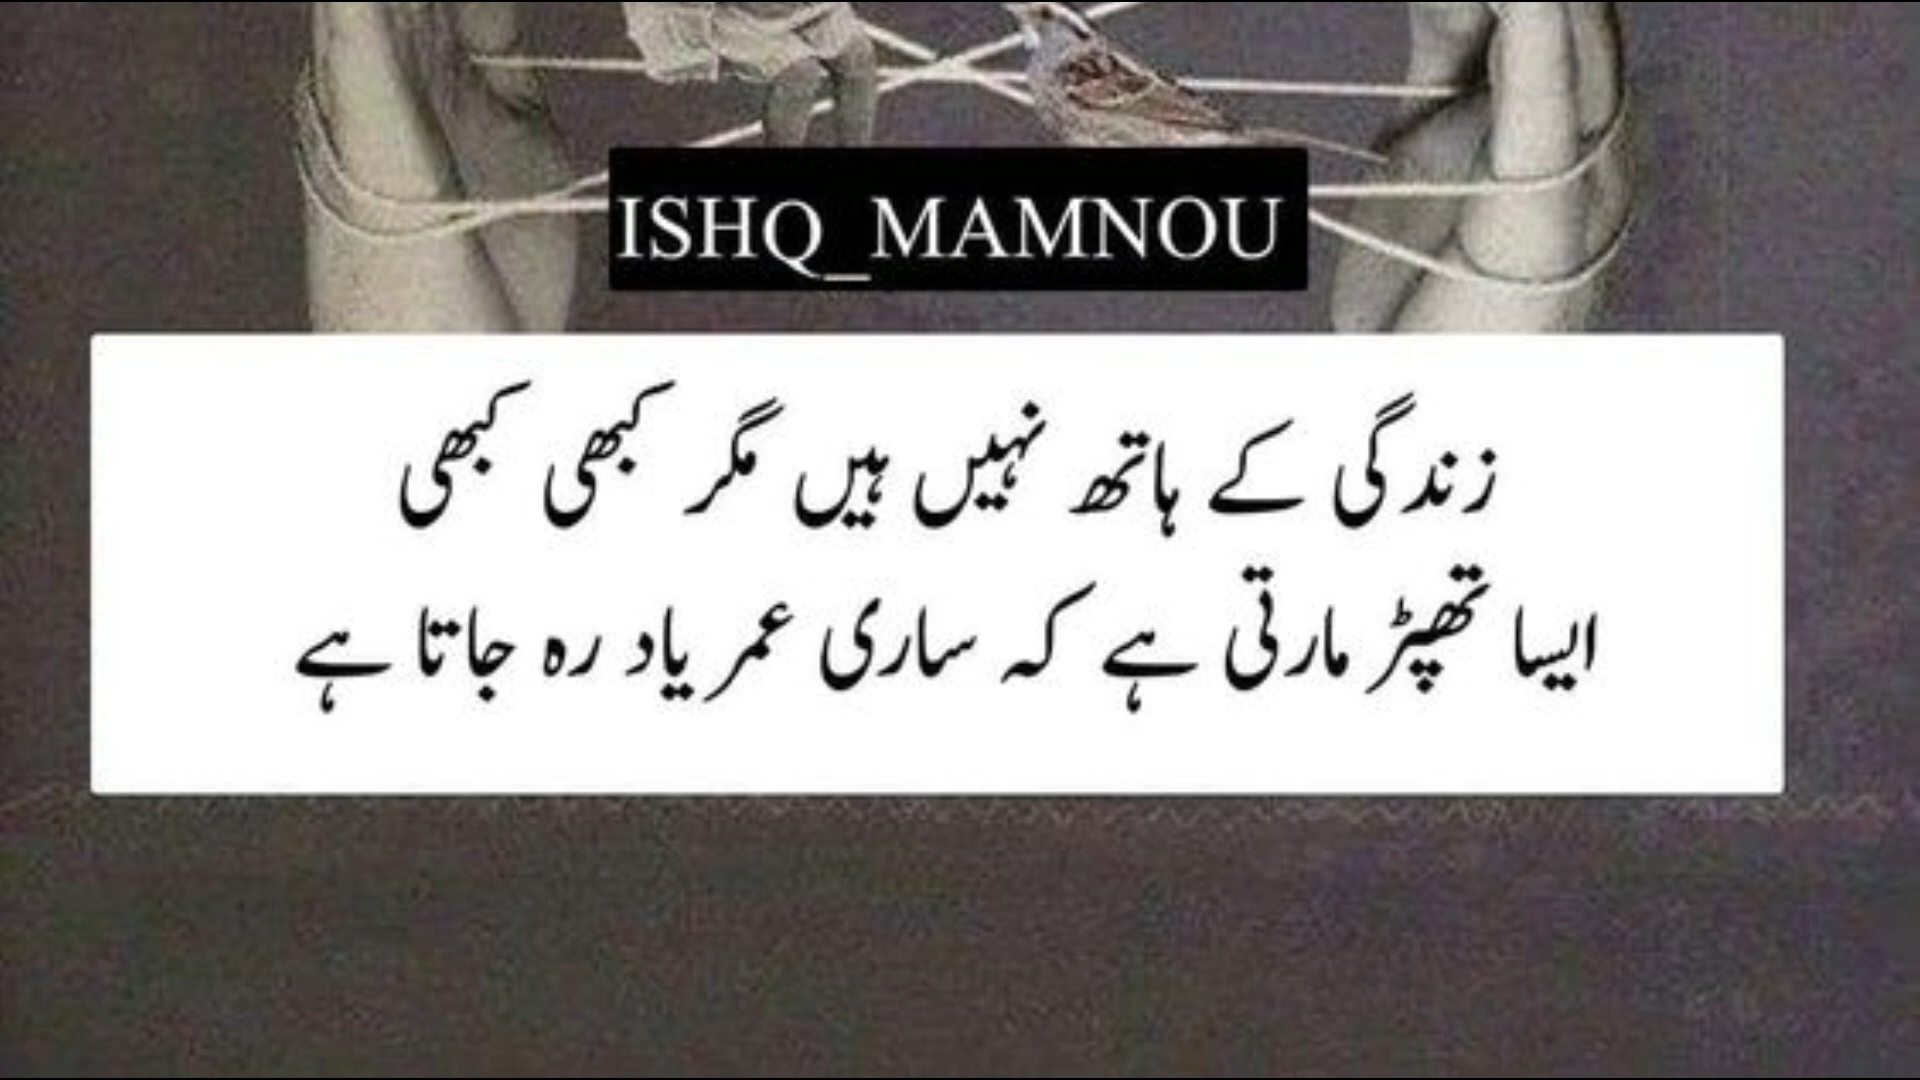 ISHQ_MAMNOU
زندگی کے ہاتھ نہیں ہیں مگر کبھی کبھی
ایسا تھپڑ مارتی ہے کہ ساری عمر یاد رہ جاتا ہے